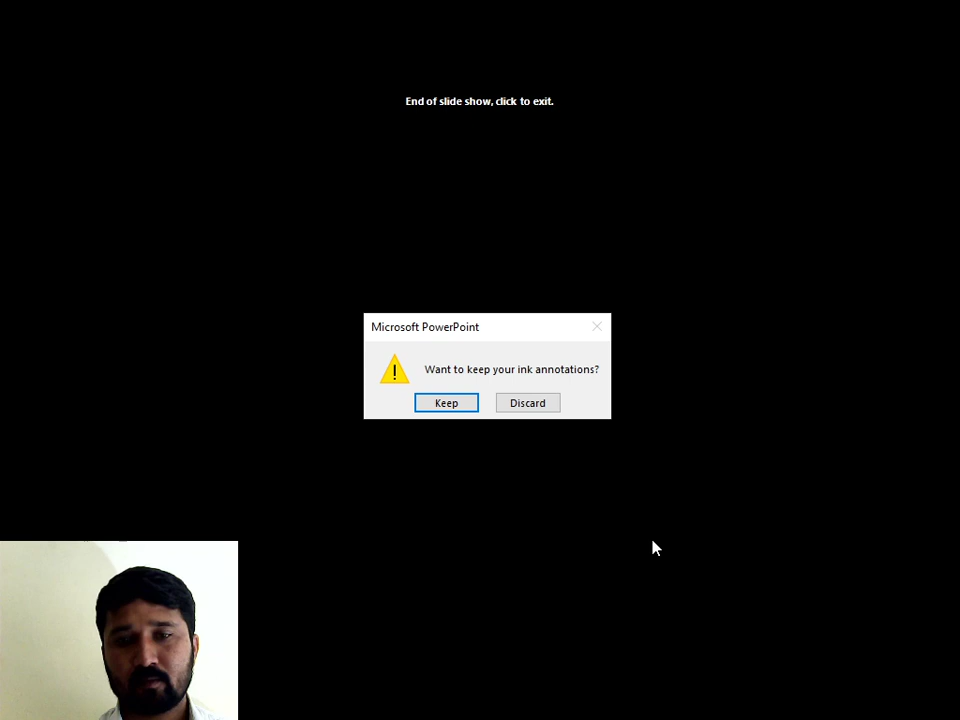 End of slide show, click to exit.
Microsoft PowerPoint
Want to keep your ink annotations?
Keep
Discard